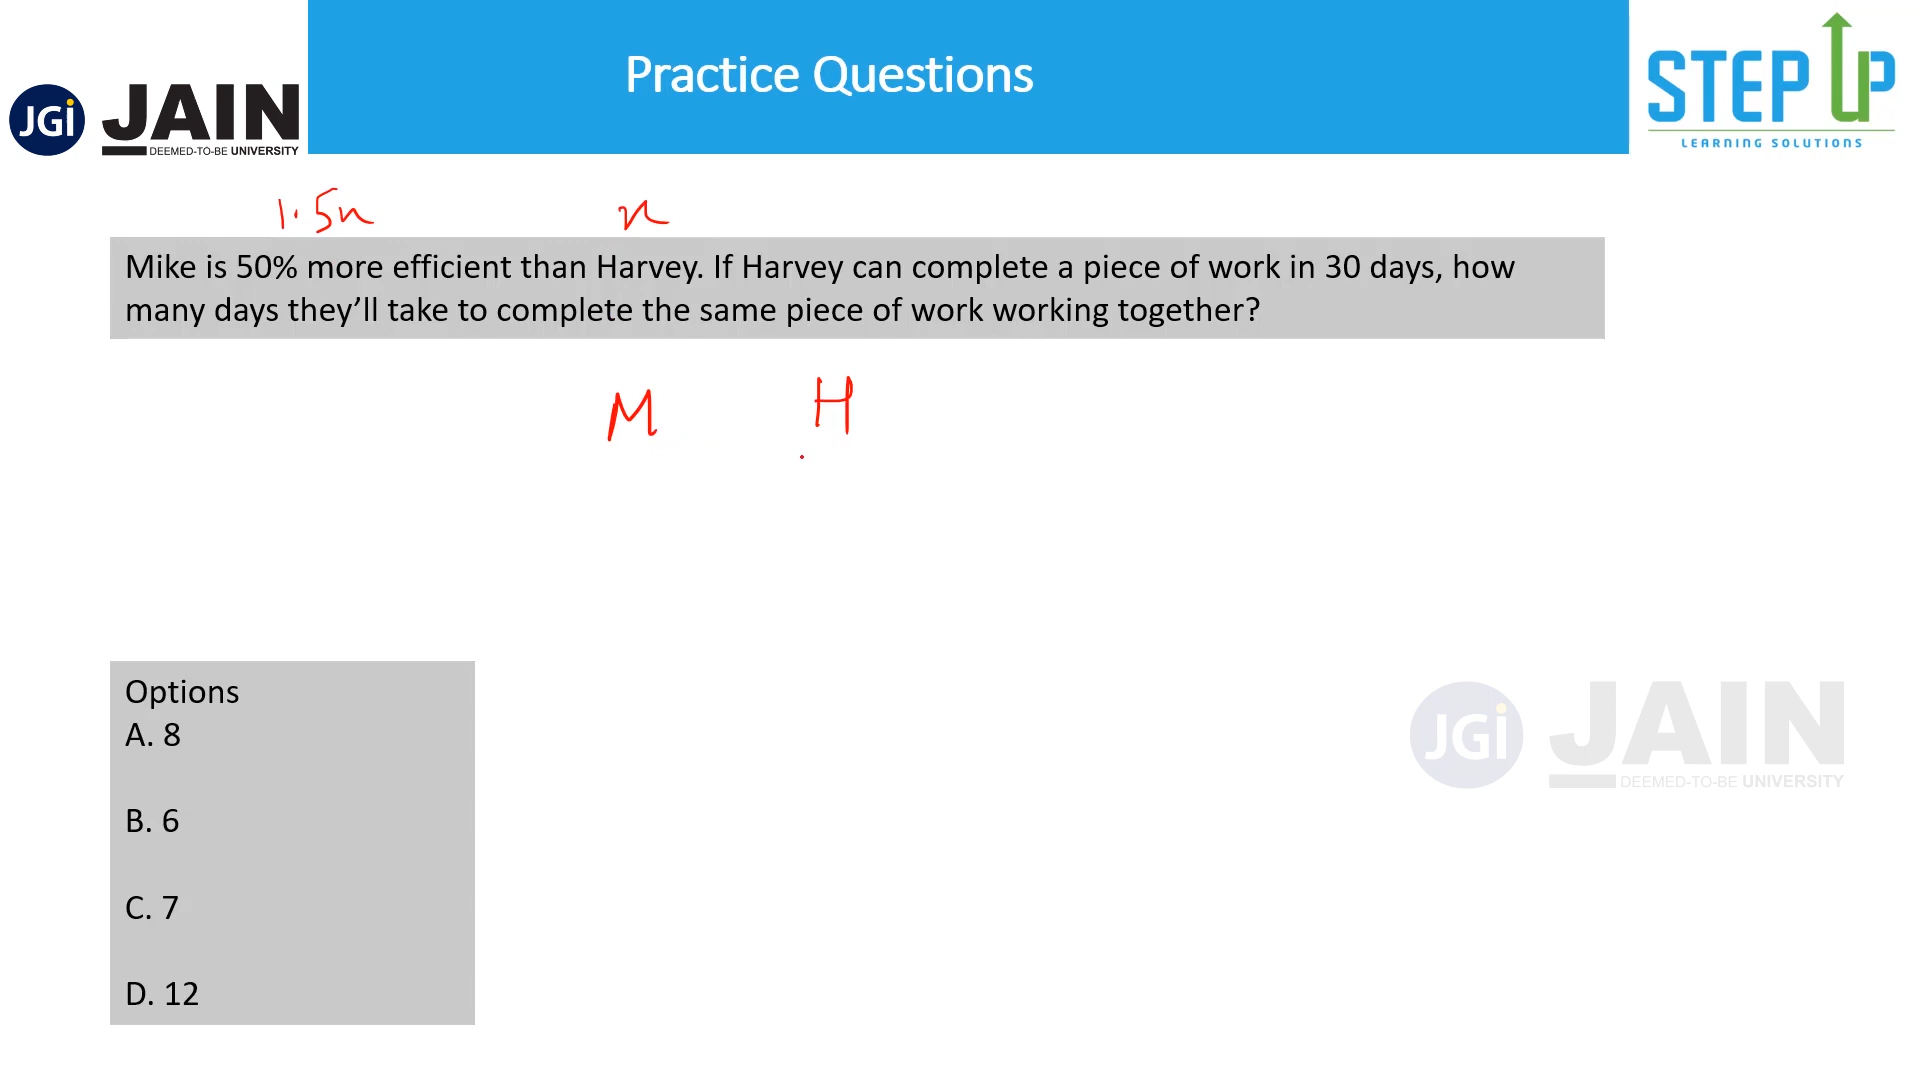 Practice Questions
JGi JAIN
DEEMED-TO-BE UNIVERSITY
STEP UP
LEARNING SOLUTIONS
1.5x x
Mike is 50% more efficient than Harvey. If Harvey can complete a piece of work in 30 days, how
many days they’ll take to complete the same piece of work working together?
M H
Options
A. 8
B. 6
C. 7
D. 12
JGi JAIN
DEEMED-TO-BE UNIVERSITY